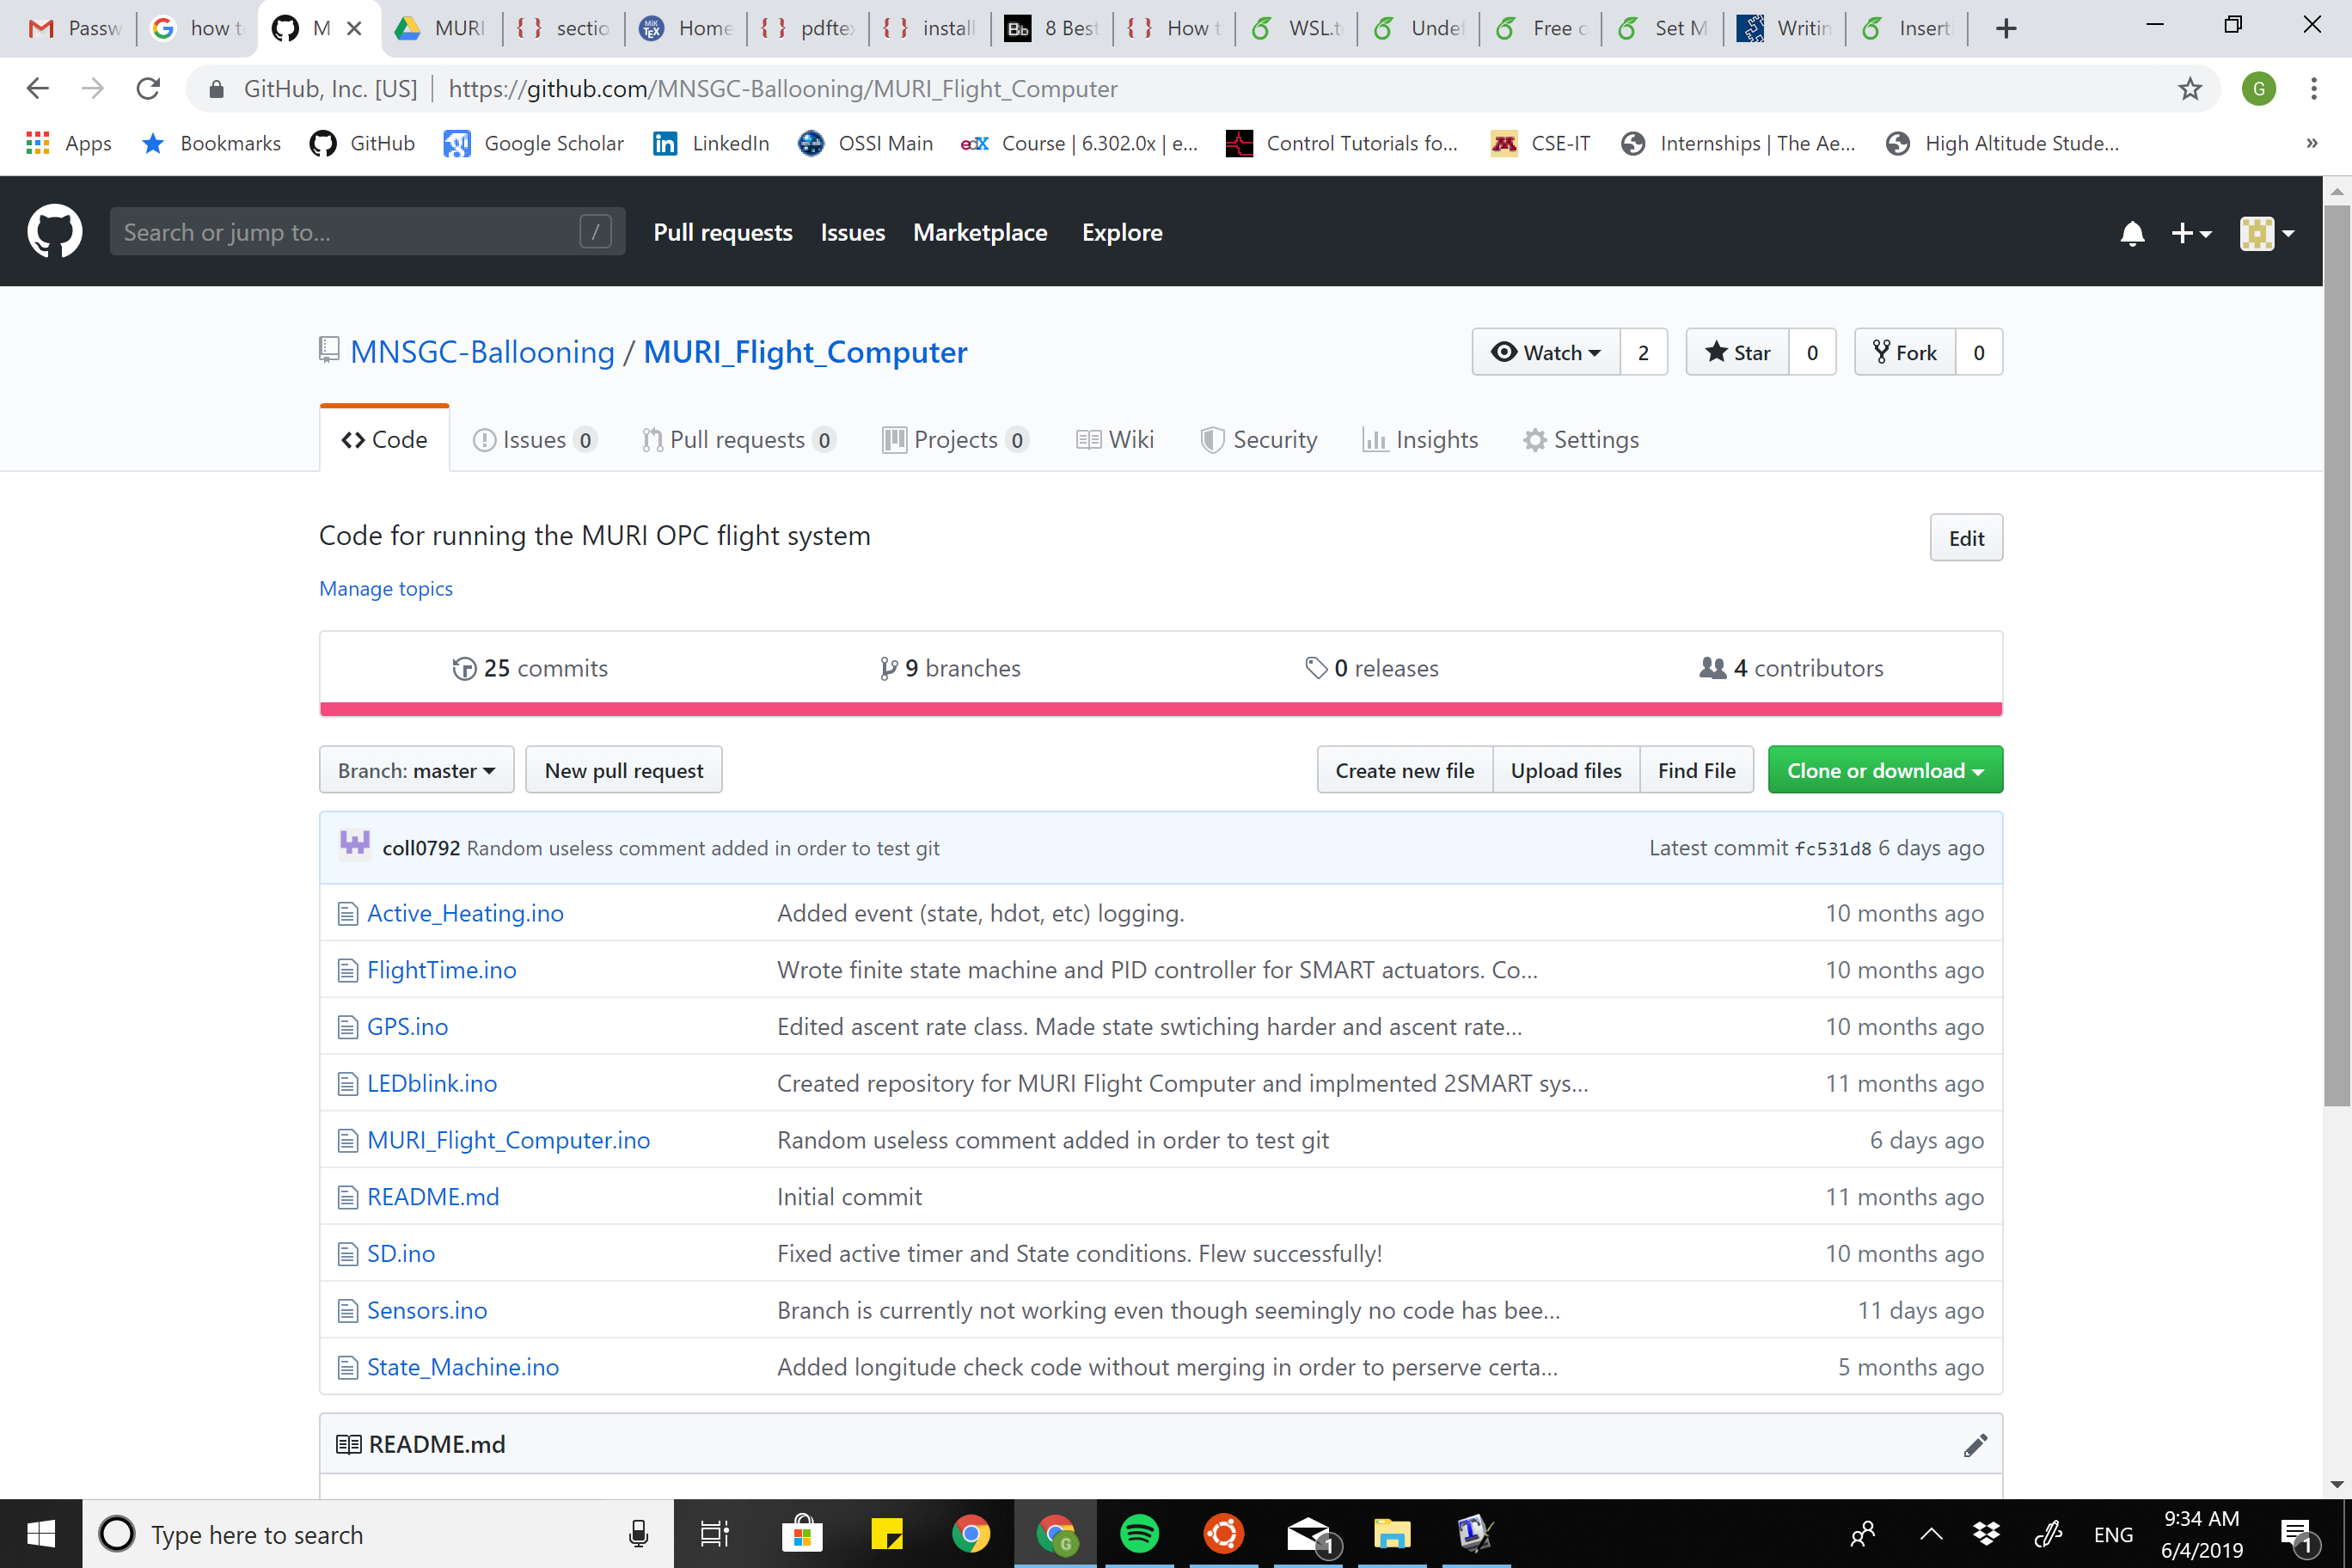 Passw how t M MURI sectio Home pdftex install 8 Best How t WSL.t Undef Free o Set M Writin Inserti
GitHub, Inc. [US] https://github.com/MNSGC-Ballooning/MURI_Flight_Computer G
Apps Bookmarks GitHub Google Scholar LinkedIn OSSI Main edX Course | 6.302.0x | e... Control Tutorials fo... CSE-IT Internships | The Ae... High Altitude Stude... »
Search or jump to... / Pull requests Issues Marketplace Explore
MNSGC-Ballooning / MURI_Flight_Computer Watch 2 Star 0 Fork 0
Code Issues 0 Pull requests 0 Projects 0 Wiki Security Insights Settings
Code for running the MURI OPC flight system Edit
Manage topics
25 commits 9 branches 0 releases 4 contributors
Branch: master New pull request Create new file Upload files Find File Clone or download
coll0792 Random useless comment added in order to test git Latest commit fc531d8 6 days ago
Active_Heating.ino Added event (state, hdot, etc) logging. 10 months ago
FlightTime.ino Wrote finite state machine and PID controller for SMART actuators. Co... 10 months ago
GPS.ino Edited ascent rate class. Made state swtiching harder and ascent rate... 10 months ago
LEDblink.ino Created repository for MURI Flight Computer and implmented 2SMART sys... 11 months ago
MURI_Flight_Computer.ino Random useless comment added in order to test git 6 days ago
README.md Initial commit 11 months ago
SD.ino Fixed active timer and State conditions. Flew successfully! 10 months ago
Sensors.ino Branch is currently not working even though seemingly no code has bee... 11 days ago
State_Machine.ino Added longitude check code without merging in order to perserve certa... 5 months ago
README.md
Type here to search 1 ENG 9:34 AM 1
6/4/2019